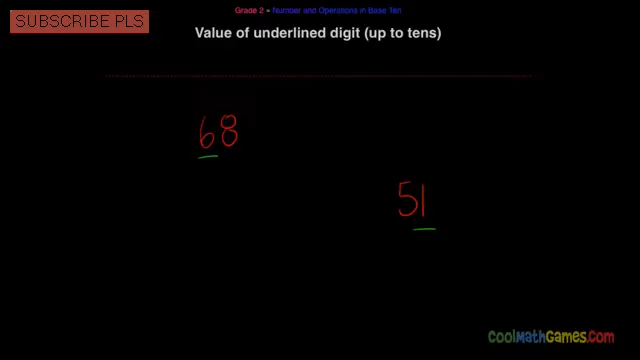 SUBSCRIBE PLS
Grade 2 - Number and Operations in Base Ten
Value of underlined digit (up to tens)
68
51
CoolMathGames.Com